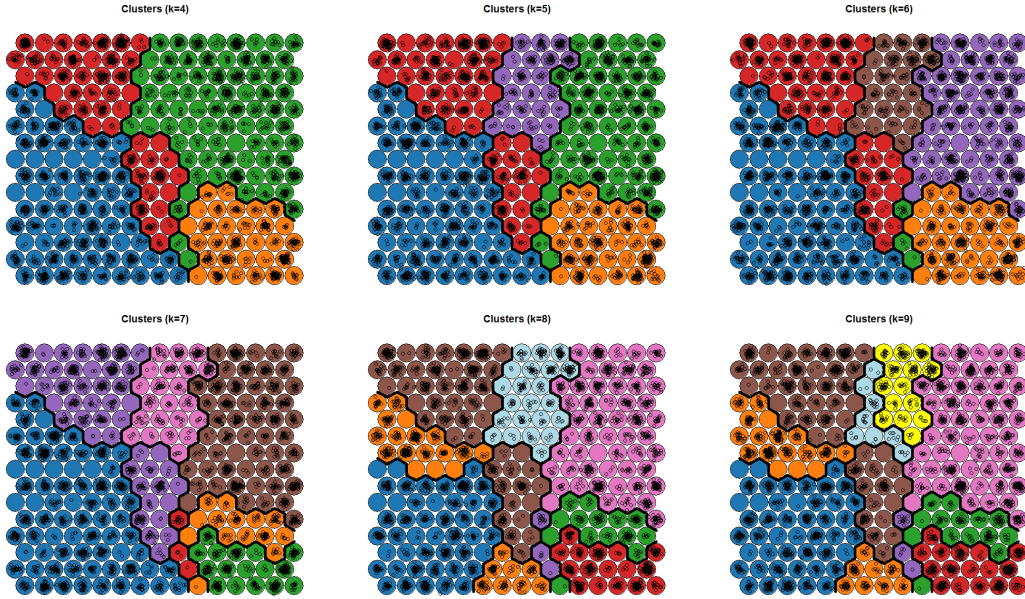 Clusters (k=4)
Clusters (k=5)
Clusters (k=6)
Clusters (k=7)
Clusters (k=8)
Clusters (k=9)